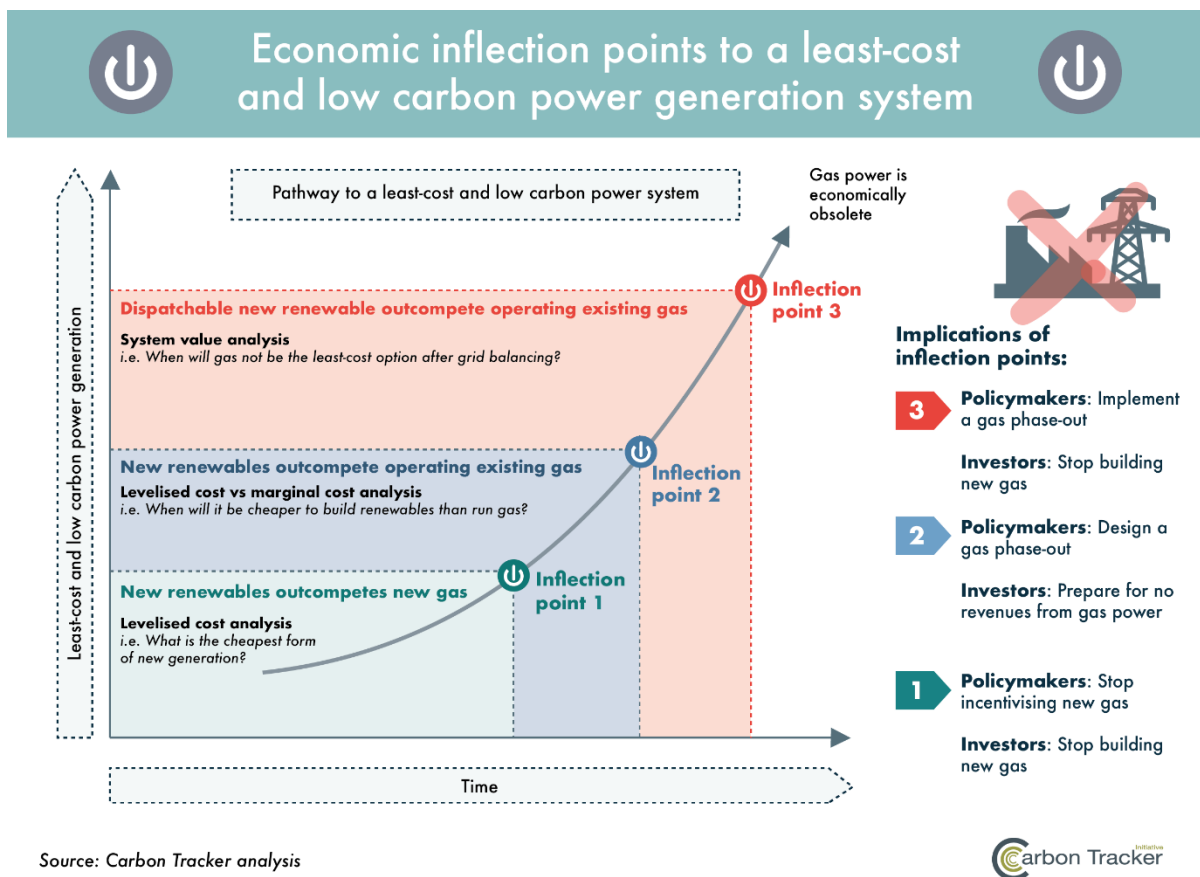 Economic inflection points to a least-cost
and low carbon power generation system
Least-cost and low carbon power generation
Pathway to a least-cost and low carbon power system
Gas power is
economically
obsolete
Dispatchable new renewable outcompete operating existing gas
System value analysis
i.e. When will gas not be the least-cost option after grid balancing?
Inflection
point 3
New renewables outcompete operating existing gas
Levelised cost vs marginal cost analysis
i.e. When will it be cheaper to build renewables than run gas?
Inflection
point 2
New renewables outcompetes new gas
Levelised cost analysis
i.e. What is the cheapest form
of new generation?
Inflection
point 1
Time
Implications of
inflection points:
3
Policymakers: Implement
a gas phase-out
Investors: Stop building
new gas
2
Policymakers: Design a
gas phase-out
Investors: Prepare for no
revenues from gas power
1
Policymakers: Stop
incentivising new gas
Investors: Stop building
new gas
Source: Carbon Tracker analysis
Carbon Tracker
Initiative